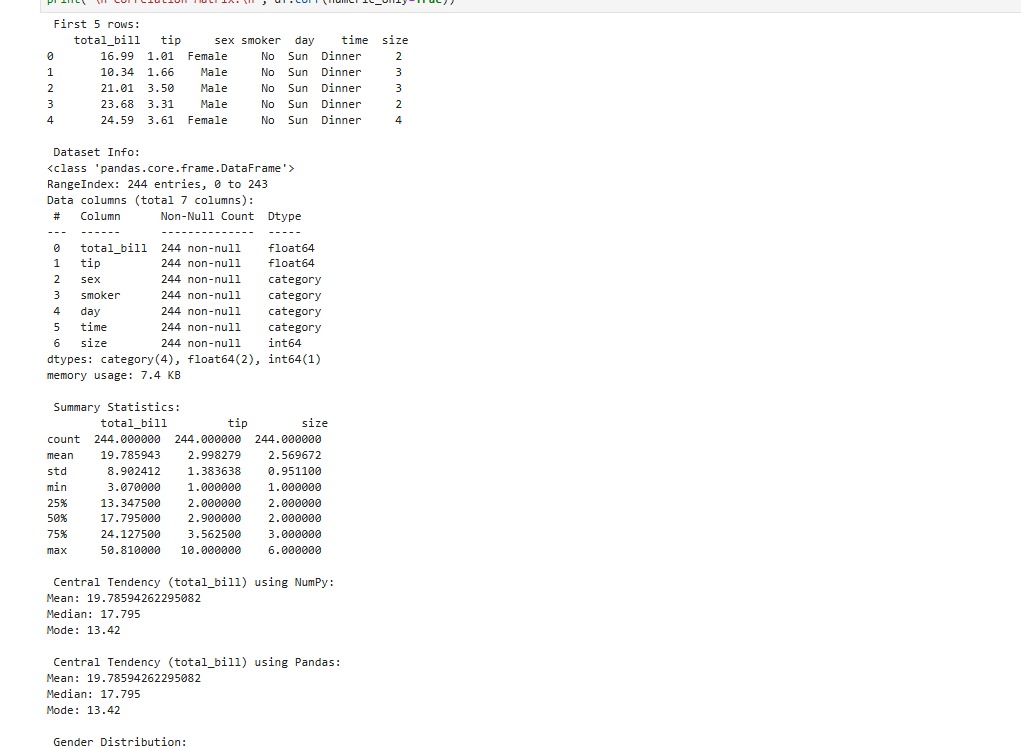 print("\n Correlation Matrix:\n", df.corr(numeric_only=True))
First 5 rows:
total_bill tip sex smoker day time size
0 16.99 1.01 Female No Sun Dinner 2
1 10.34 1.66 Male No Sun Dinner 3
2 21.01 3.50 Male No Sun Dinner 3
3 23.68 3.31 Male No Sun Dinner 2
4 24.59 3.61 Female No Sun Dinner 4
Dataset Info:
<class 'pandas.core.frame.DataFrame'>
RangeIndex: 244 entries, 0 to 243
Data columns (total 7 columns):
# Column Non-Null Count Dtype
--- ------ -------------- -----
0 total_bill 244 non-null float64
1 tip 244 non-null float64
2 sex 244 non-null category
3 smoker 244 non-null category
4 day 244 non-null category
5 time 244 non-null category
6 size 244 non-null int64
dtypes: category(4), float64(2), int64(1)
memory usage: 7.4 KB
Summary Statistics:
total_bill tip size
count 244.000000 244.000000 244.000000
mean 19.785943 2.998279 2.569672
std 8.902412 1.383638 0.951100
min 3.070000 1.000000 1.000000
25% 13.347500 2.000000 2.000000
50% 17.795000 2.900000 2.000000
75% 24.127500 3.562500 3.000000
max 50.810000 10.000000 6.000000
Central Tendency (total_bill) using NumPy:
Mean: 19.78594262295082
Median: 17.795
Mode: 13.42
Central Tendency (total_bill) using Pandas:
Mean: 19.78594262295082
Median: 17.795
Mode: 13.42
Gender Distribution: